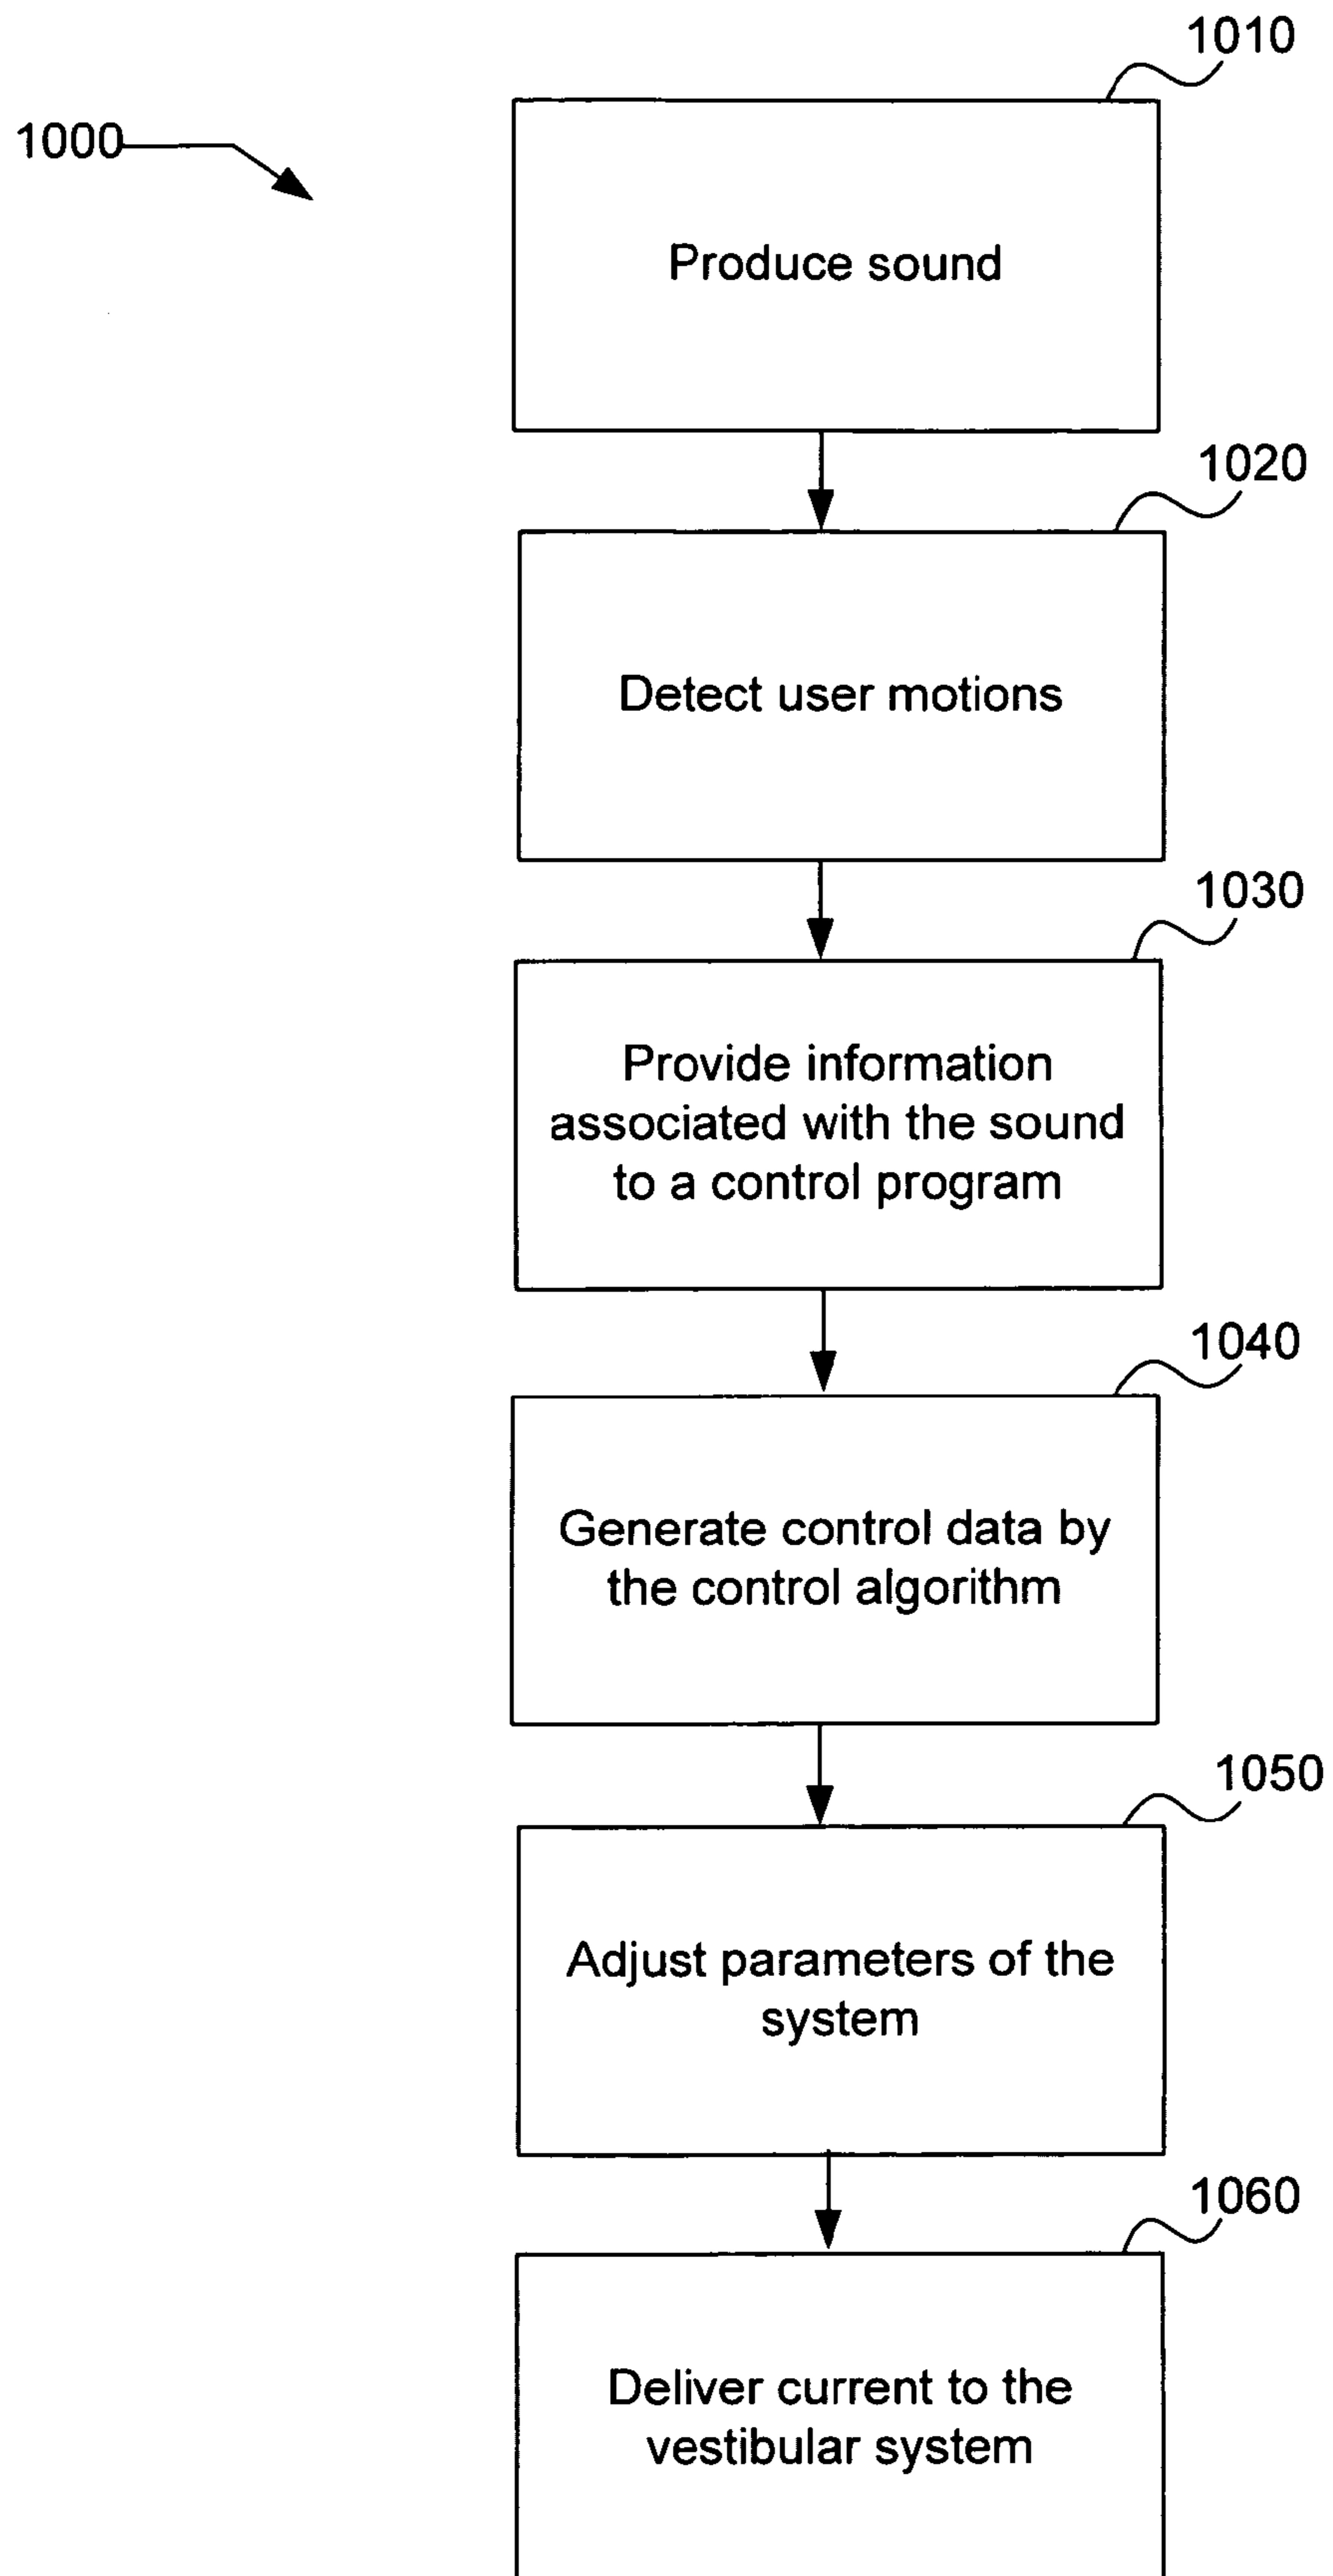 1010
1000
Produce sound
1020
Detect user motions
1030
Provide information
associated with the sound
to a control program
1040
Generate control data by
the control algorithm
1050
Adjust parameters of the
system
1060
Deliver current to the
vestibular system